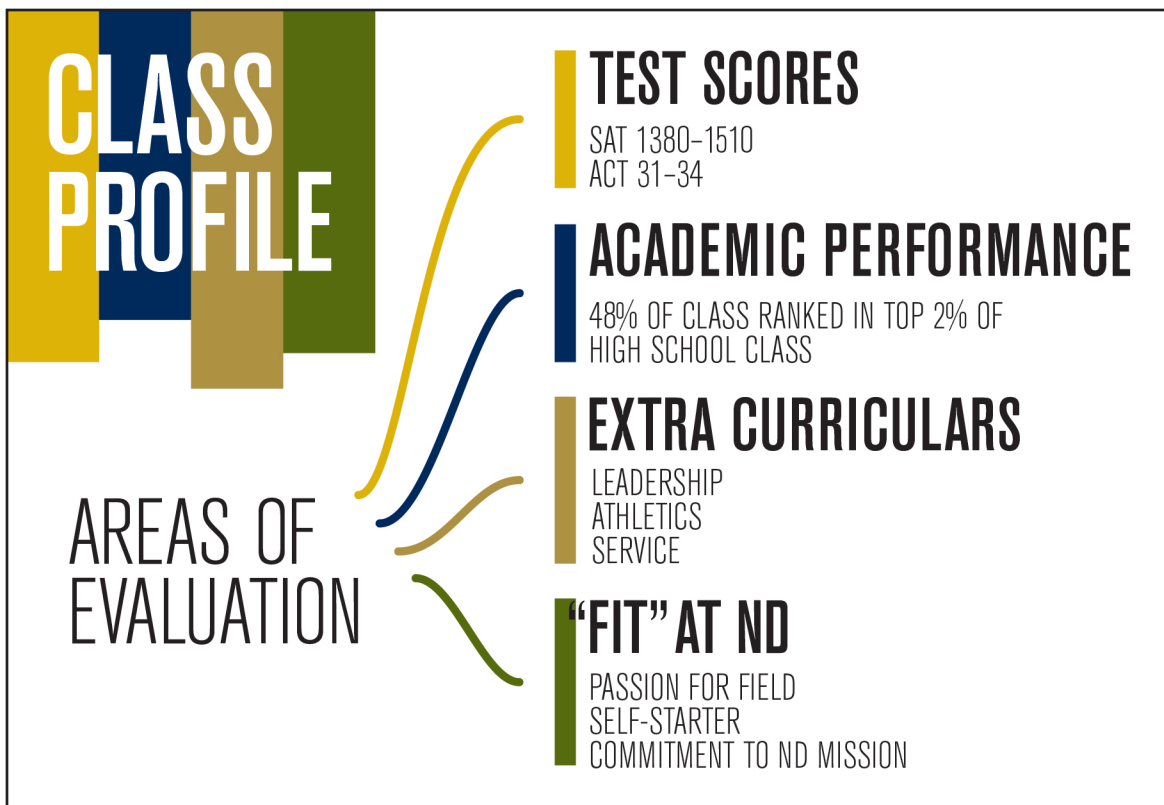 CLASS
PROFILE
AREAS OF
EVALUATION
TEST SCORES
SAT 1380–1510
ACT 31–34
ACADEMIC PERFORMANCE
48% OF CLASS RANKED IN TOP 2% OF
HIGH SCHOOL CLASS
EXTRA CURRICULARS
LEADERSHIP
ATHLETICS
SERVICE
“FIT” AT ND
PASSION FOR FIELD
SELF-STARTER
COMMITMENT TO ND MISSION